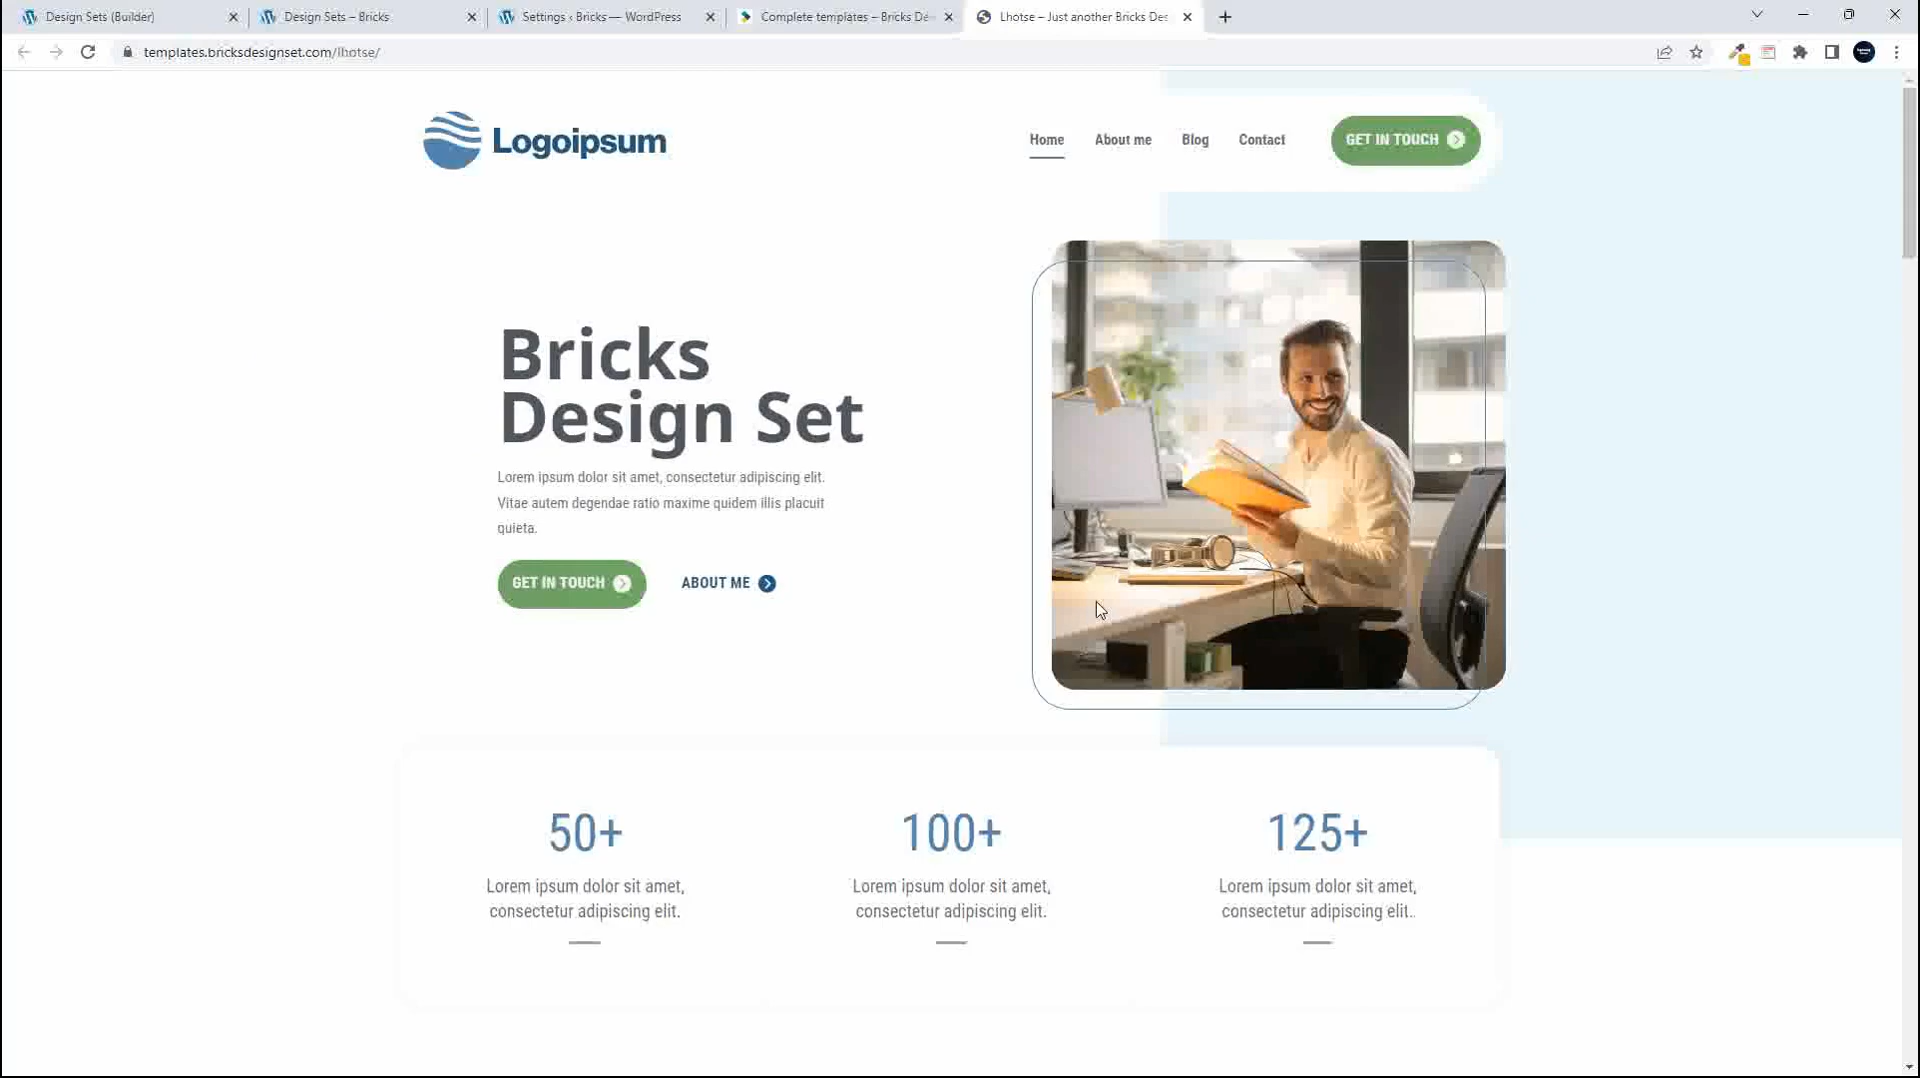 Design Sets (Builder)
Design Sets – Bricks
Settings ‹ Bricks — WordPress
Complete templates – Bricks De
Lhotse – Just another Bricks Des
templates.bricksdesignset.com/lhotse/
Logoipsum
Home
About me
Blog
Contact
GET IN TOUCH
Bricks
Design Set
Lorem ipsum dolor sit amet, consectetur adipiscing elit.
Vitae autem degendae ratio maxime quidem illis placuit
quieta.
GET IN TOUCH
ABOUT ME
50+
Lorem ipsum dolor sit amet,
consectetur adipiscing elit.
100+
Lorem ipsum dolor sit amet,
consectetur adipiscing elit.
125+
Lorem ipsum dolor sit amet,
consectetur adipiscing elit..